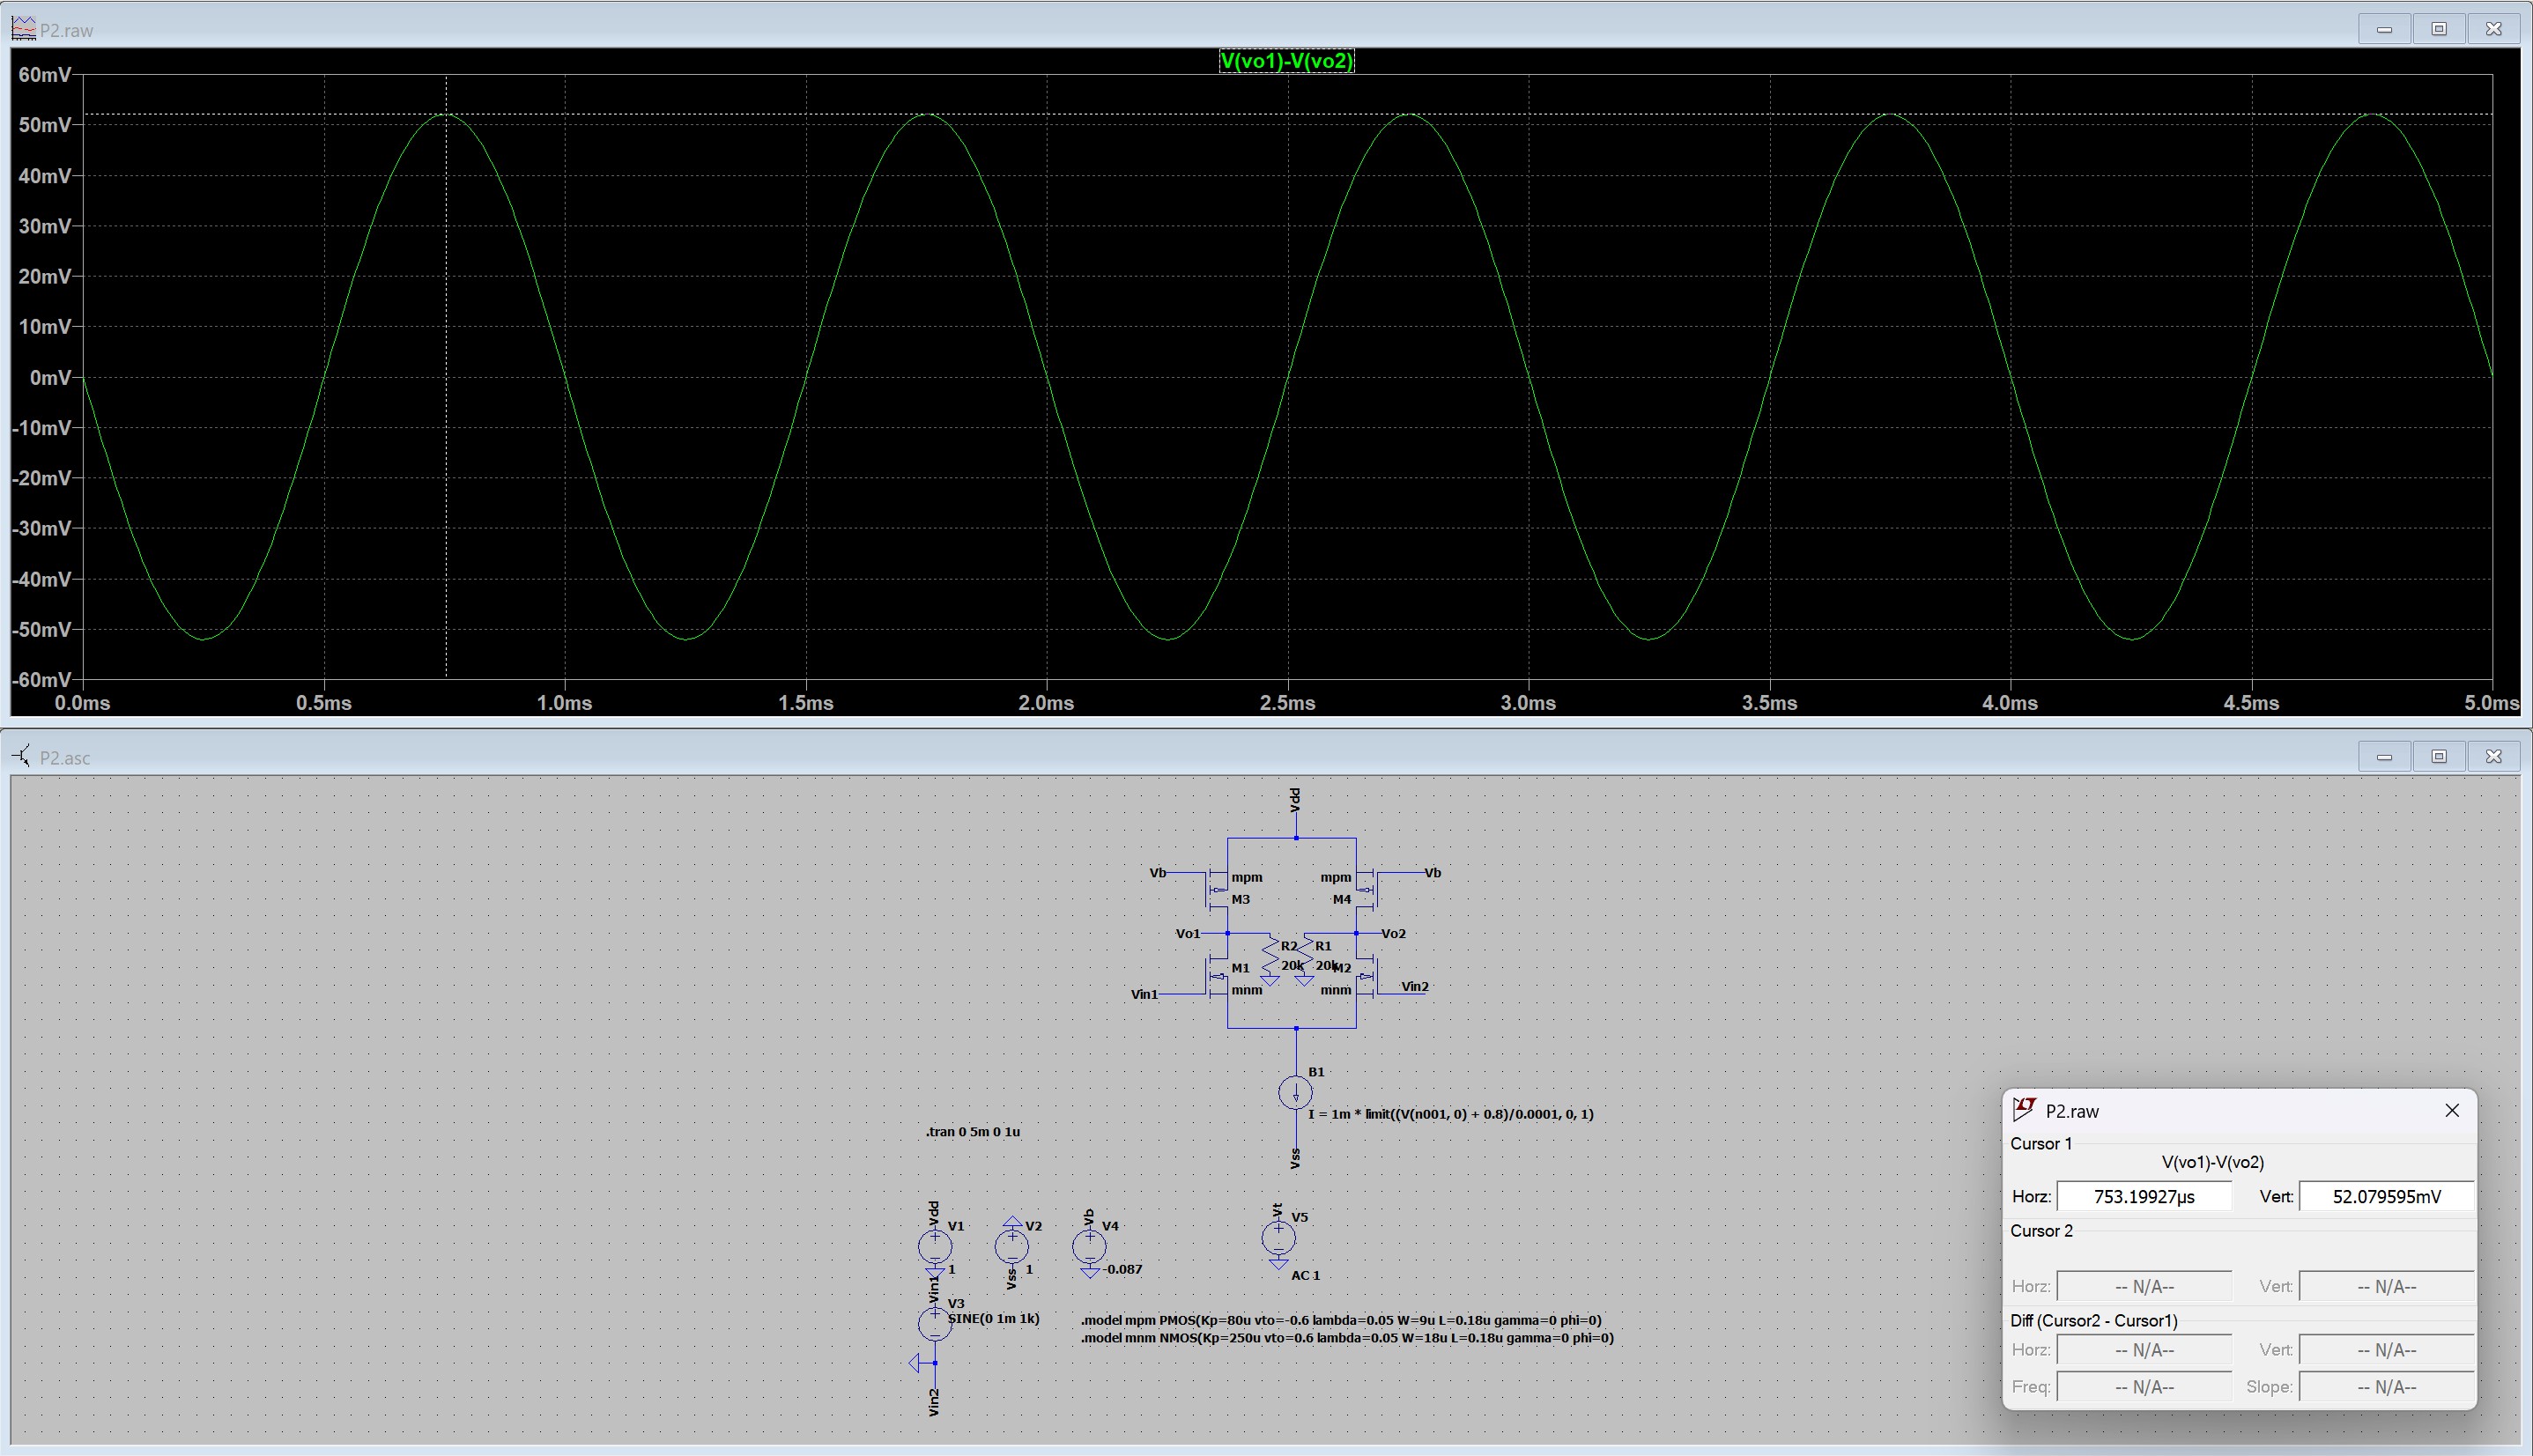 P2.raw
V(vo1)-V(vo2)
60mV
50mV
40mV
30mV
20mV
10mV
0mV
-10mV
-20mV
-30mV
-40mV
-50mV
-60mV
0.0ms 0.5ms 1.0ms 1.5ms 2.0ms 2.5ms 3.0ms 3.5ms 4.0ms 4.5ms 5.0ms
P2.asc
Vdd
Vb mpm mpm Vb
M3 M4
Vo1 R2 R1 Vo2
M1 20k 20k M2
Vin1 mnm mnm Vin2
B1
I = 1m * limit((V(n001, 0) + 0.8)/0.0001, 0, 1)
.tran 0 5m 0 1u
Vss
Vdd V1 V2 Vb V4 Vt V5
1 Vss 1 -0.087 AC 1
Vin1 V3
SINE(0 1m 1k)
Vin2
.model mpm PMOS(Kp=80u vto=-0.6 lambda=0.05 W=9u L=0.18u gamma=0 phi=0)
.model mnm NMOS(Kp=250u vto=0.6 lambda=0.05 W=18u L=0.18u gamma=0 phi=0)
P2.raw
Cursor 1
V(vo1)-V(vo2)
Horz: 753.19927µs Vert: 52.079595mV
Cursor 2
Horz: -- N/A-- Vert: -- N/A--
Diff (Cursor2 - Cursor1)
Horz: -- N/A-- Vert: -- N/A--
Freq: -- N/A-- Slope: -- N/A--